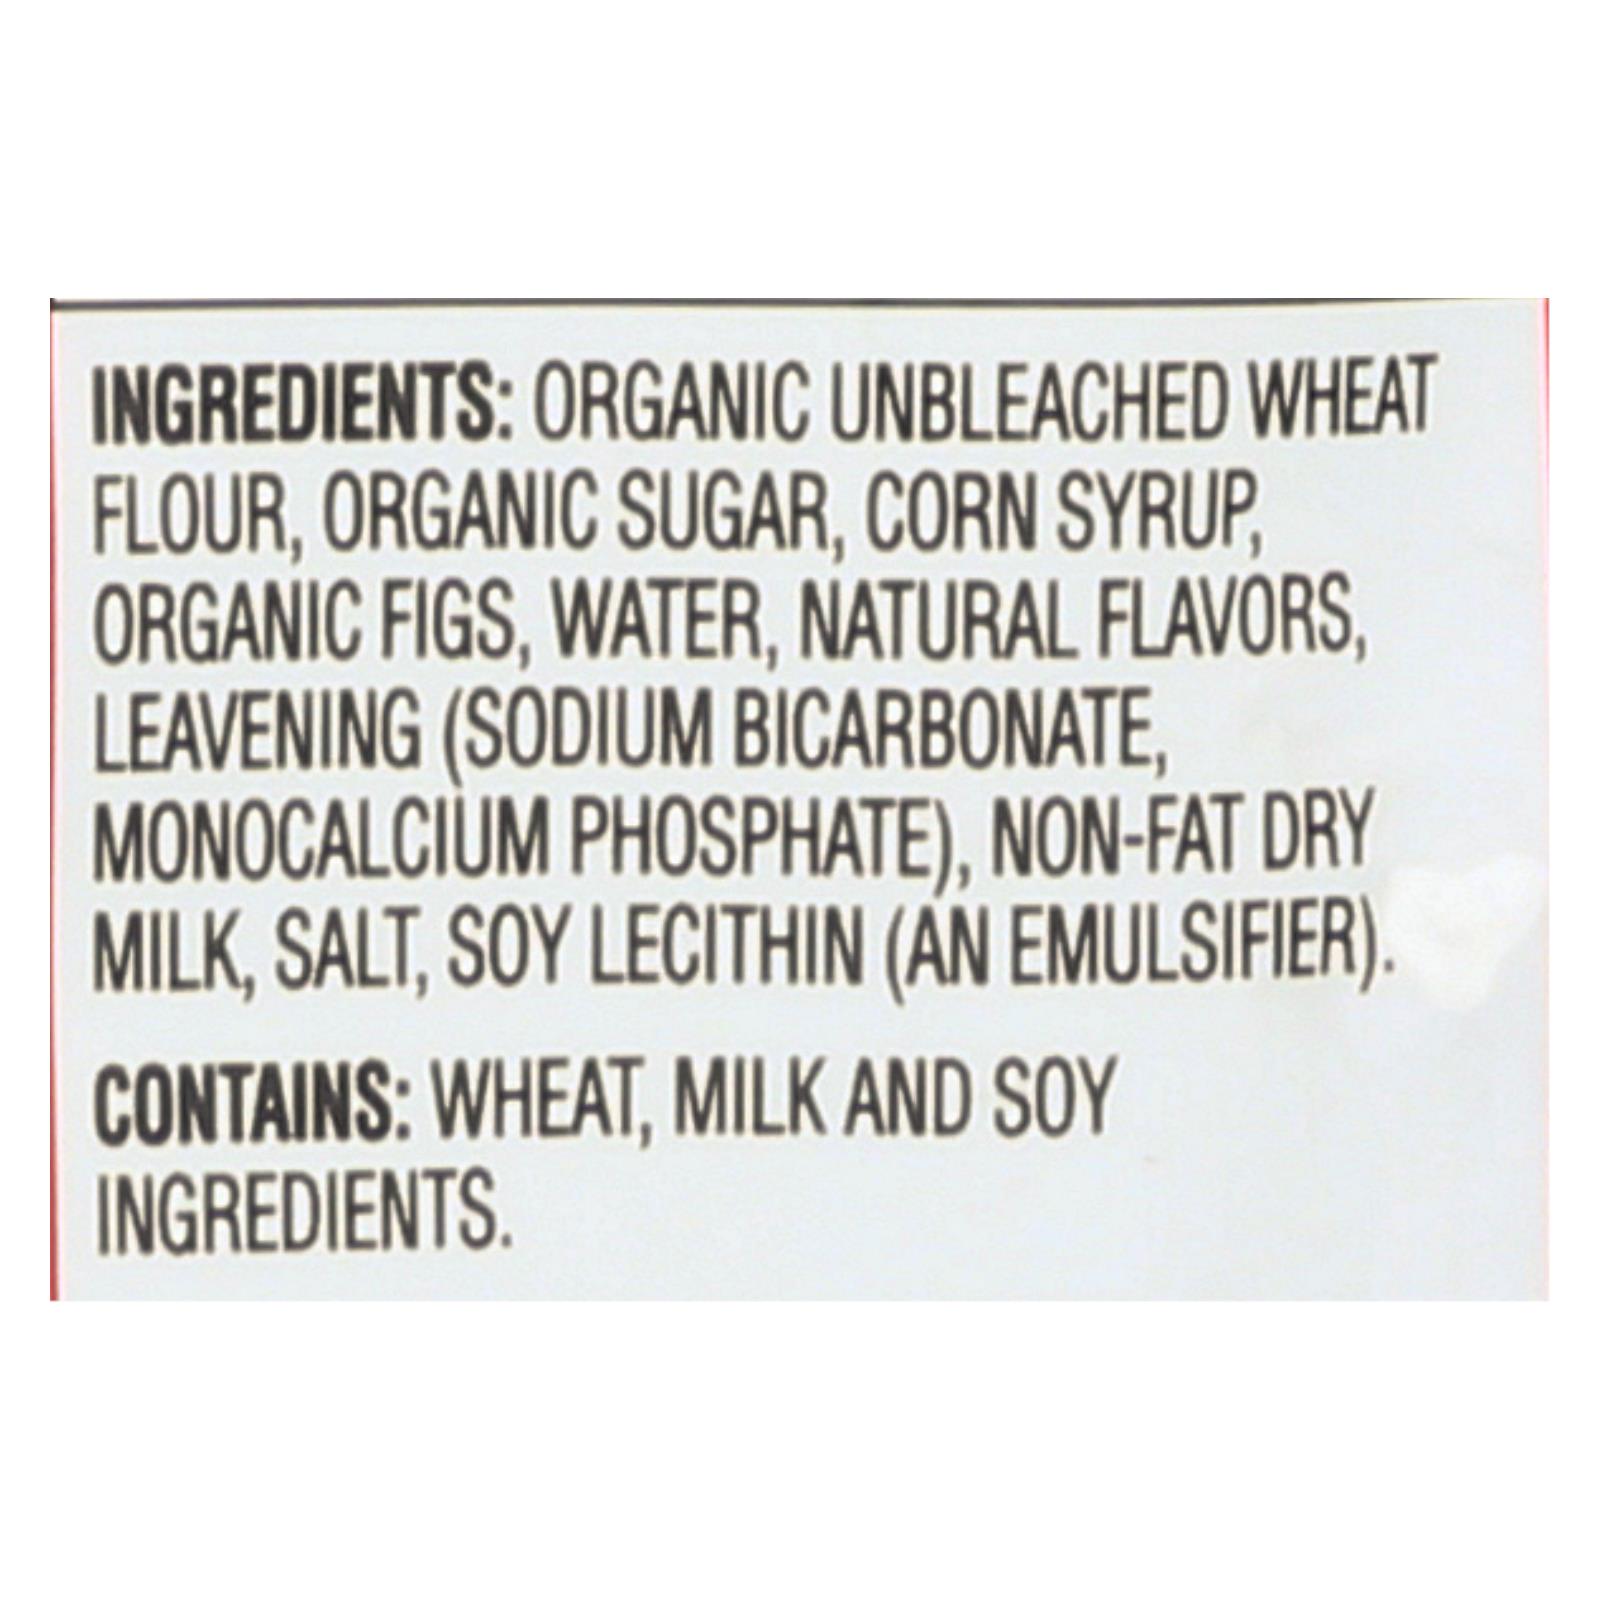 INGREDIENTS: ORGANIC UNBLEACHED WHEAT
FLOUR, ORGANIC SUGAR, CORN SYRUP,
ORGANIC FIGS, WATER, NATURAL FLAVORS,
LEAVENING (SODIUM BICARBONATE,
MONOCALCIUM PHOSPHATE), NON-FAT DRY
MILK, SALT, SOY LECITHIN (AN EMULSIFIER).
CONTAINS: WHEAT, MILK AND SOY
INGREDIENTS.